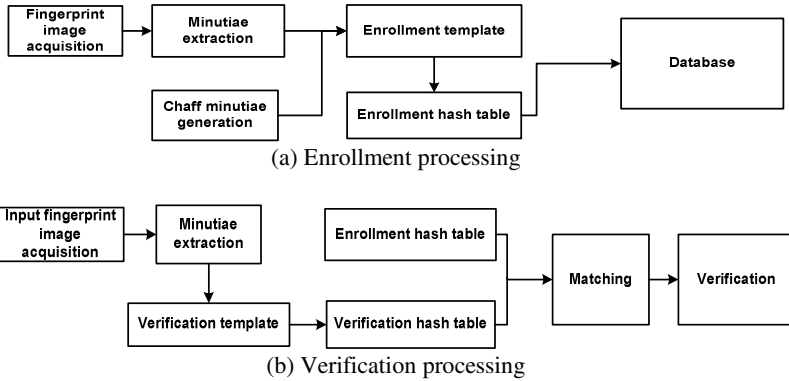 Fingerprint
image
acquisition
Minutiae
extraction
Enrollment template
Database
Chaff minutiae
generation
Enrollment hash table
(a) Enrollment processing
Input fingerprint
image
acquisition
Minutiae
extraction
Enrollment hash table
Matching
Verification
Verification template
Verification hash table
(b) Verification processing